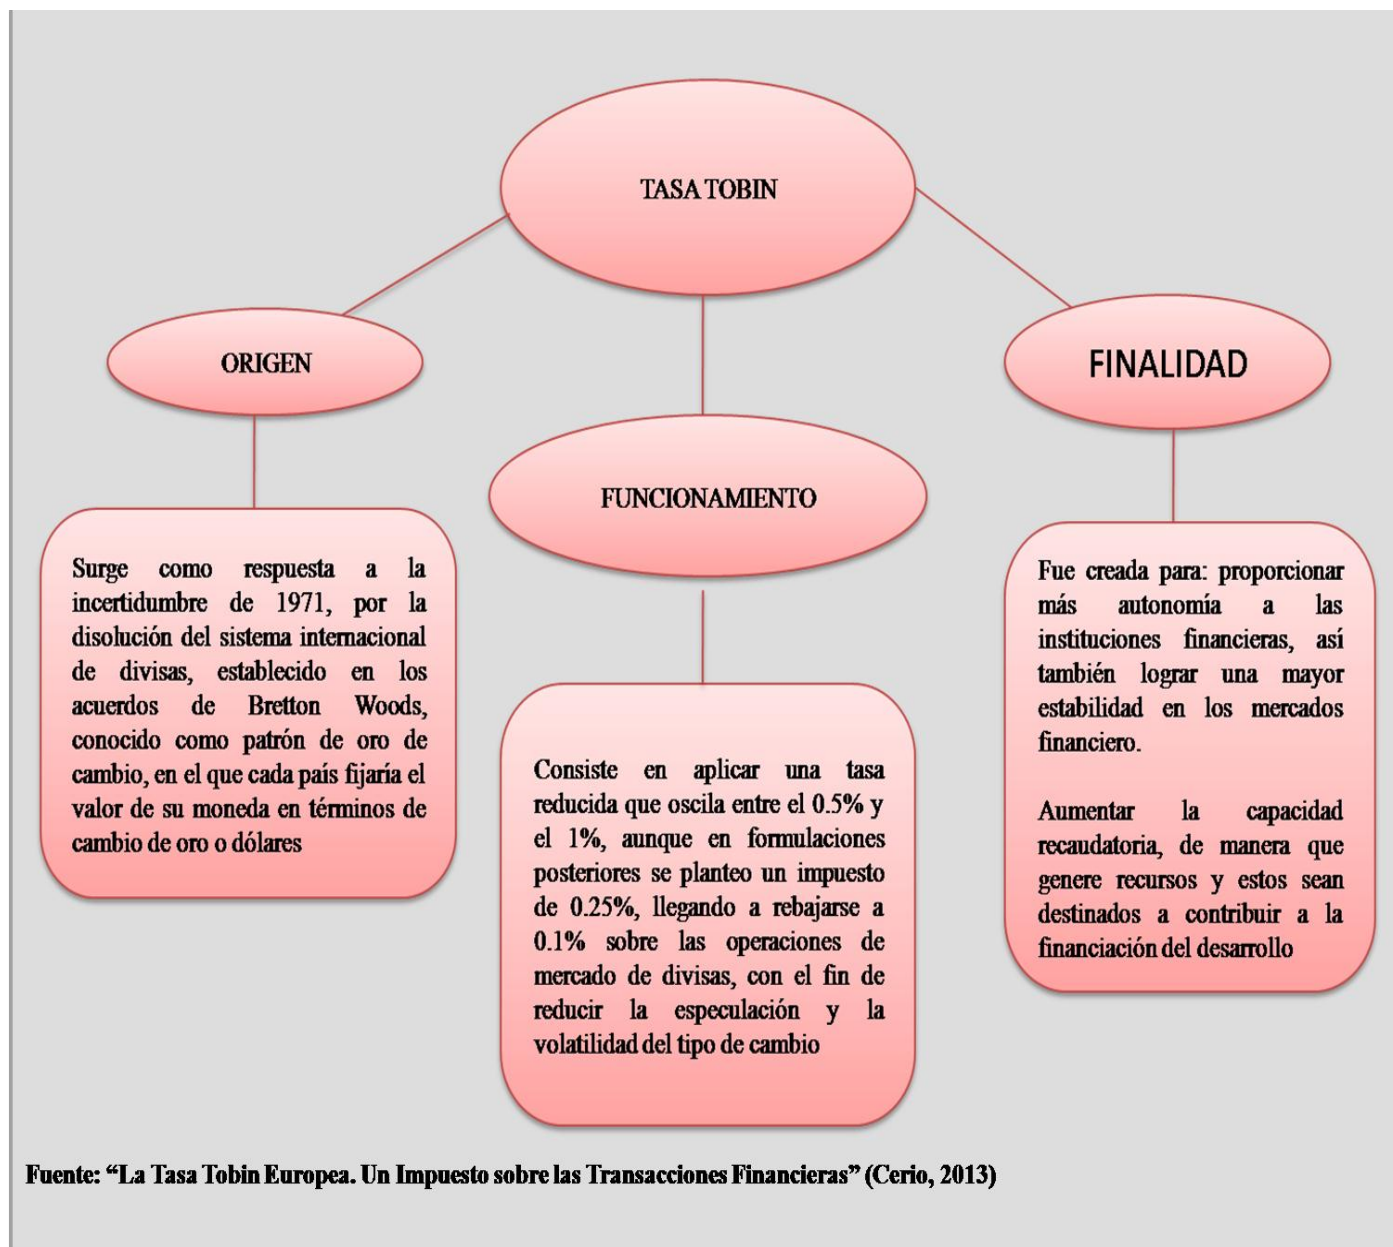 TASA TOBIN
ORIGEN
Surge como respuesta a la
incertidumbre de 1971, por la
disolución del sistema internacional
de divisas, establecido en los
acuerdos de Bretton Woods,
conocido como patrón de oro de
cambio, en el que cada país fijaría el
valor de su moneda en términos de
cambio de oro o dólares
FUNCIONAMIENTO
Consiste en aplicar una tasa
reducida que oscila entre el 0.5% y
el 1%, aunque en formulaciones
posteriores se planteo un impuesto
de 0.25%, llegando a rebajarse a
0.1% sobre las operaciones de
mercado de divisas, con el fin de
reducir la especulación y la
volatilidad del tipo de cambio
FINALIDAD
Fue creada para: proporcionar
más autonomía a las
instituciones financieras, así
también lograr una mayor
estabilidad en los mercados
financiero.
Aumentar la capacidad
recaudatoria, de manera que
genere recursos y estos sean
destinados a contribuir a la
financiación del desarrollo
Fuente: “La Tasa Tobin Europea. Un Impuesto sobre las Transacciones Financieras” (Cerio, 2013)